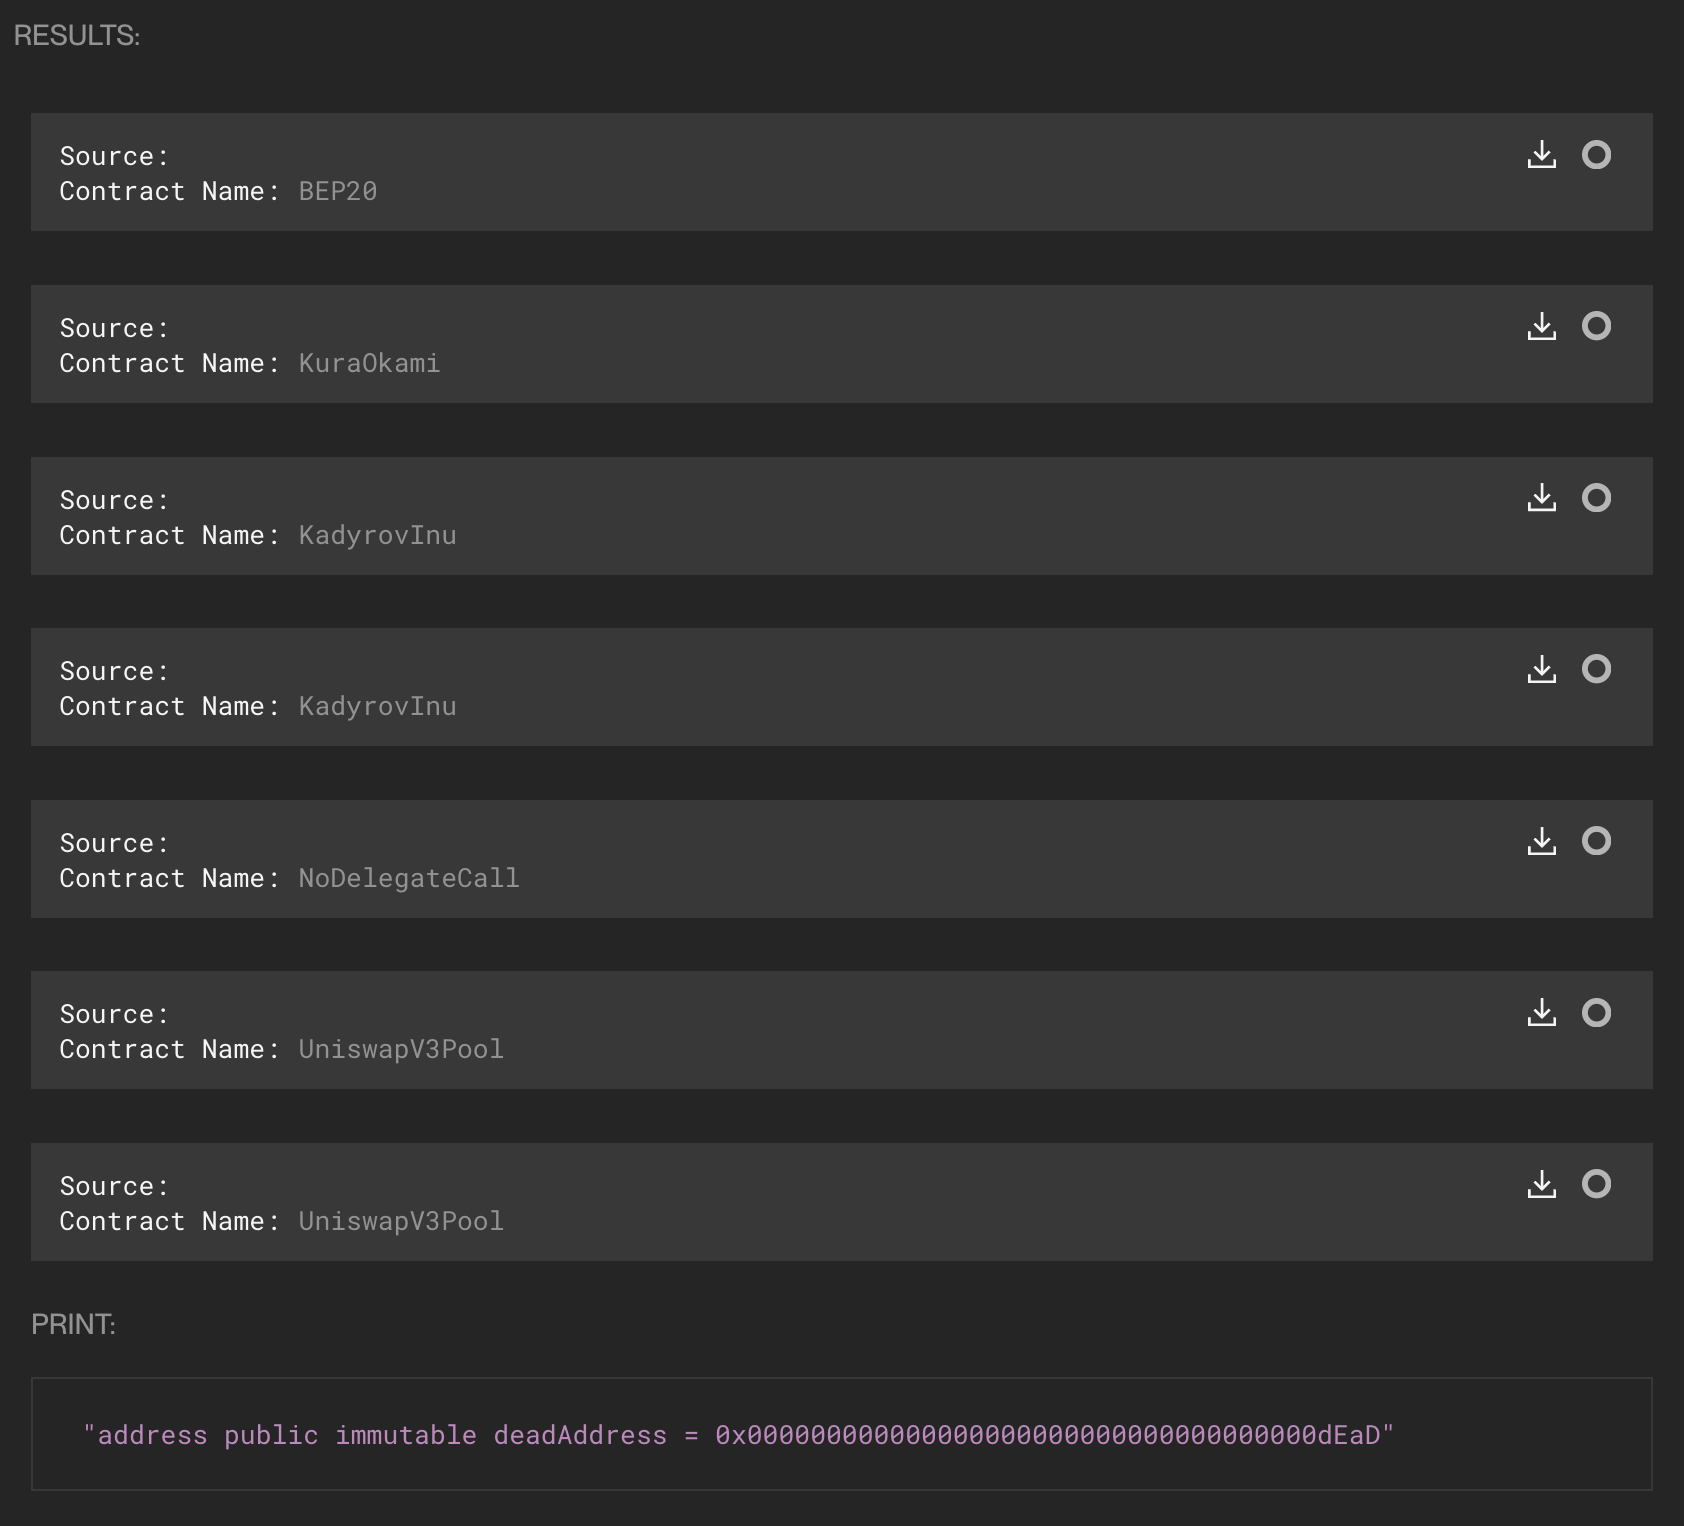 RESULTS:
Source:
Contract Name: BEP20
Source:
Contract Name: KuraOkami
Source:
Contract Name: KadyrovInu
Source:
Contract Name: KadyrovInu
Source:
Contract Name: NoDelegateCall
Source:
Contract Name: UniswapV3Pool
Source:
Contract Name: UniswapV3Pool
PRINT:
"address public immutable deadAddress = 0x000000000000000000000000000000000000dEaD"